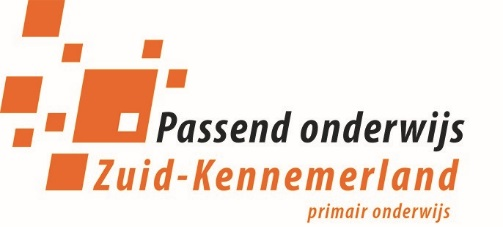 Passend onderwijs
Zuid-Kennemerland
primair onderwijs